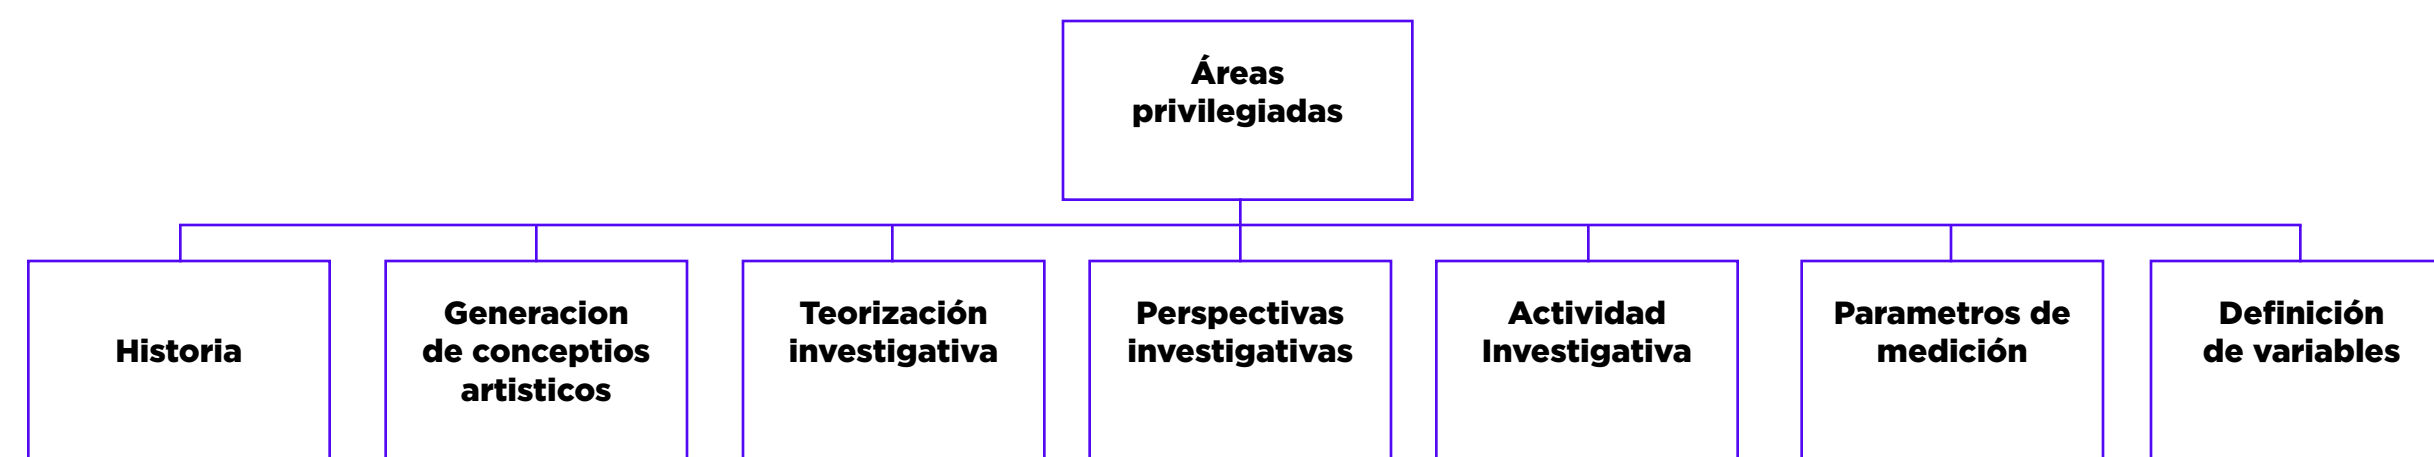 Áreas
privilegiadas
Historia
Generacion
de conceptios
artisticos
Teorización
investigativa
Perspectivas
investigativas
Actividad
Investigativa
Parametros de
medición
Definición
de variables